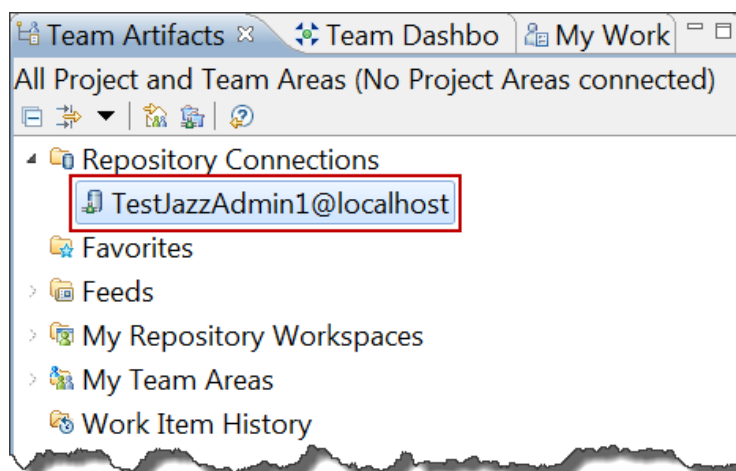 Team Artifacts Team Dashbo My Work
All Project and Team Areas (No Project Areas connected)
Repository Connections
TestJazzAdmin1@localhost
Favorites
Feeds
My Repository Workspaces
My Team Areas
Work Item History